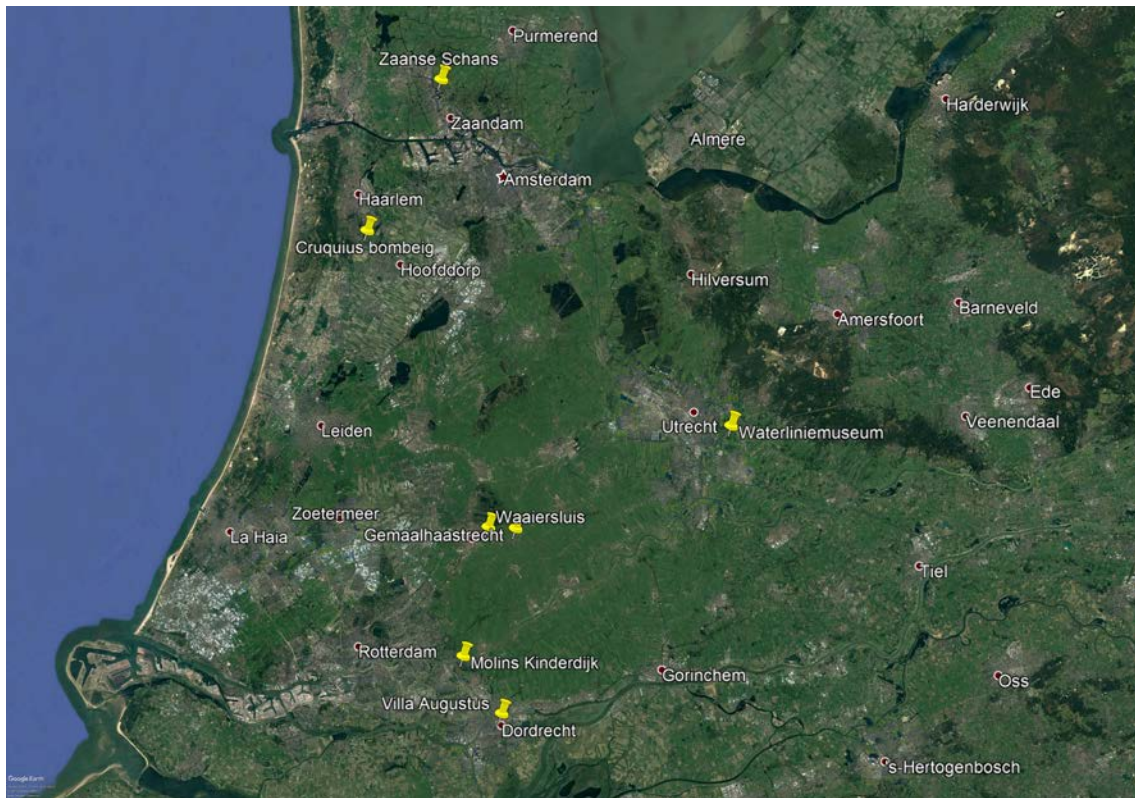 Purmerend
Zaanse Schans
Harderwijk
Zaandam
Almere
Amsterdam
Haarlem
Cruquius bombeig
Hoofddorp
Hilversum
Barneveld
Amersfoort
Ede
Utrecht
Waterliniemuseum
Veenendaal
Leiden
Zoetermeer
Waaiersluis
La Haia
Gemaalhaastrecht
Tiel
Rotterdam
Molins Kinderdijk
Gorinchem
Oss
Villa Augustus
Dordrecht
's-Hertogenbosch
Google Earth